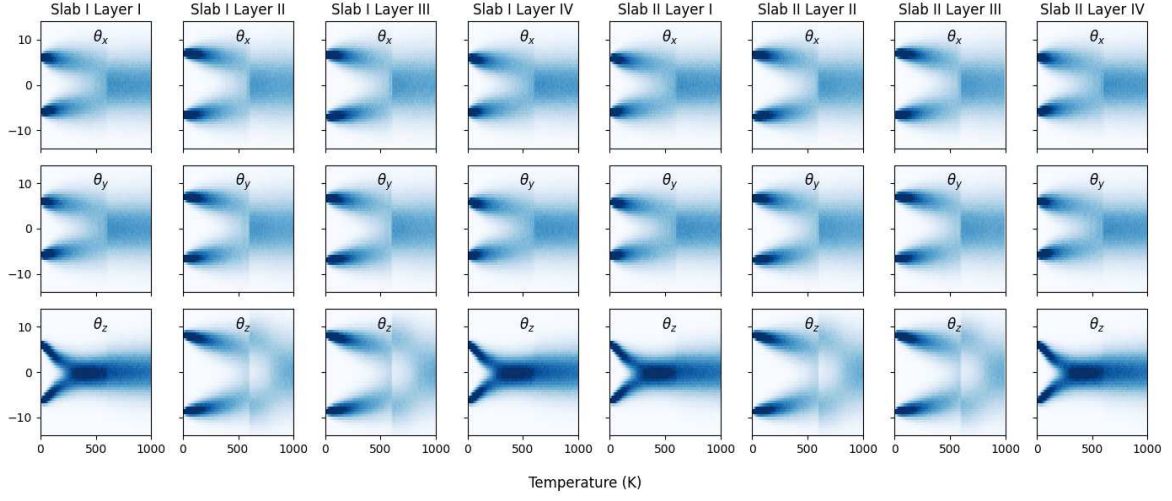 Slab I Layer I Slab I Layer II Slab I Layer III Slab I Layer IV Slab II Layer I Slab II Layer II Slab II Layer III Slab II Layer IV
10 θx θx θx θx θx θx θx θx
0
−10
10 θy θy θy θy θy θy θy θy
0
−10
10 θz θz θz θz θz θz θz θz
0
−10
0 500 1000 0 500 1000 0 500 1000 0 500 1000 0 500 1000 0 500 1000 0 500 1000 0 500 1000
Temperature (K)